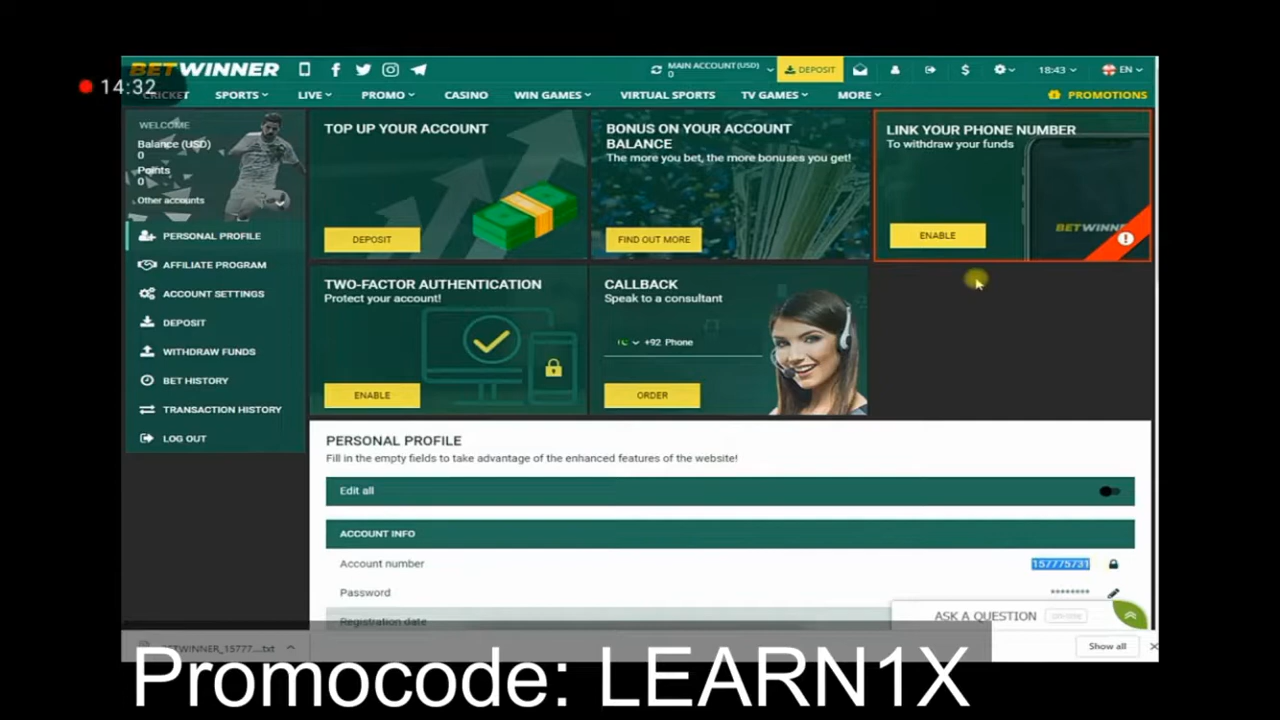 BETWINNER
MAIN ACCOUNT (USD)
0
DEPOSIT
$
18:43
EN
14:32
CRICKET
SPORTS
LIVE
PROMO
CASINO
WIN GAMES
VIRTUAL SPORTS
TV GAMES
MORE
PROMOTIONS
WELCOME
Balance (USD)
0
Points
0
Other accounts
PERSONAL PROFILE
AFFILIATE PROGRAM
ACCOUNT SETTINGS
DEPOSIT
WITHDRAW FUNDS
BET HISTORY
TRANSACTION HISTORY
LOG OUT
TOP UP YOUR ACCOUNT
DEPOSIT
BONUS ON YOUR ACCOUNT
BALANCE
The more you bet, the more bonuses you get!
FIND OUT MORE
LINK YOUR PHONE NUMBER
To withdraw your funds
ENABLE
BETWINN
TWO-FACTOR AUTHENTICATION
Protect your account!
ENABLE
CALLBACK
Speak to a consultant
+92 Phone
ORDER
PERSONAL PROFILE
Fill in the empty fields to take advantage of the enhanced features of the website!
Edit all
ACCOUNT INFO
Account number
157775731
Password
********
Registration date
ASK A QUESTION
BETWINNER_15777....txt
Show all
Promocode: LEARN1X